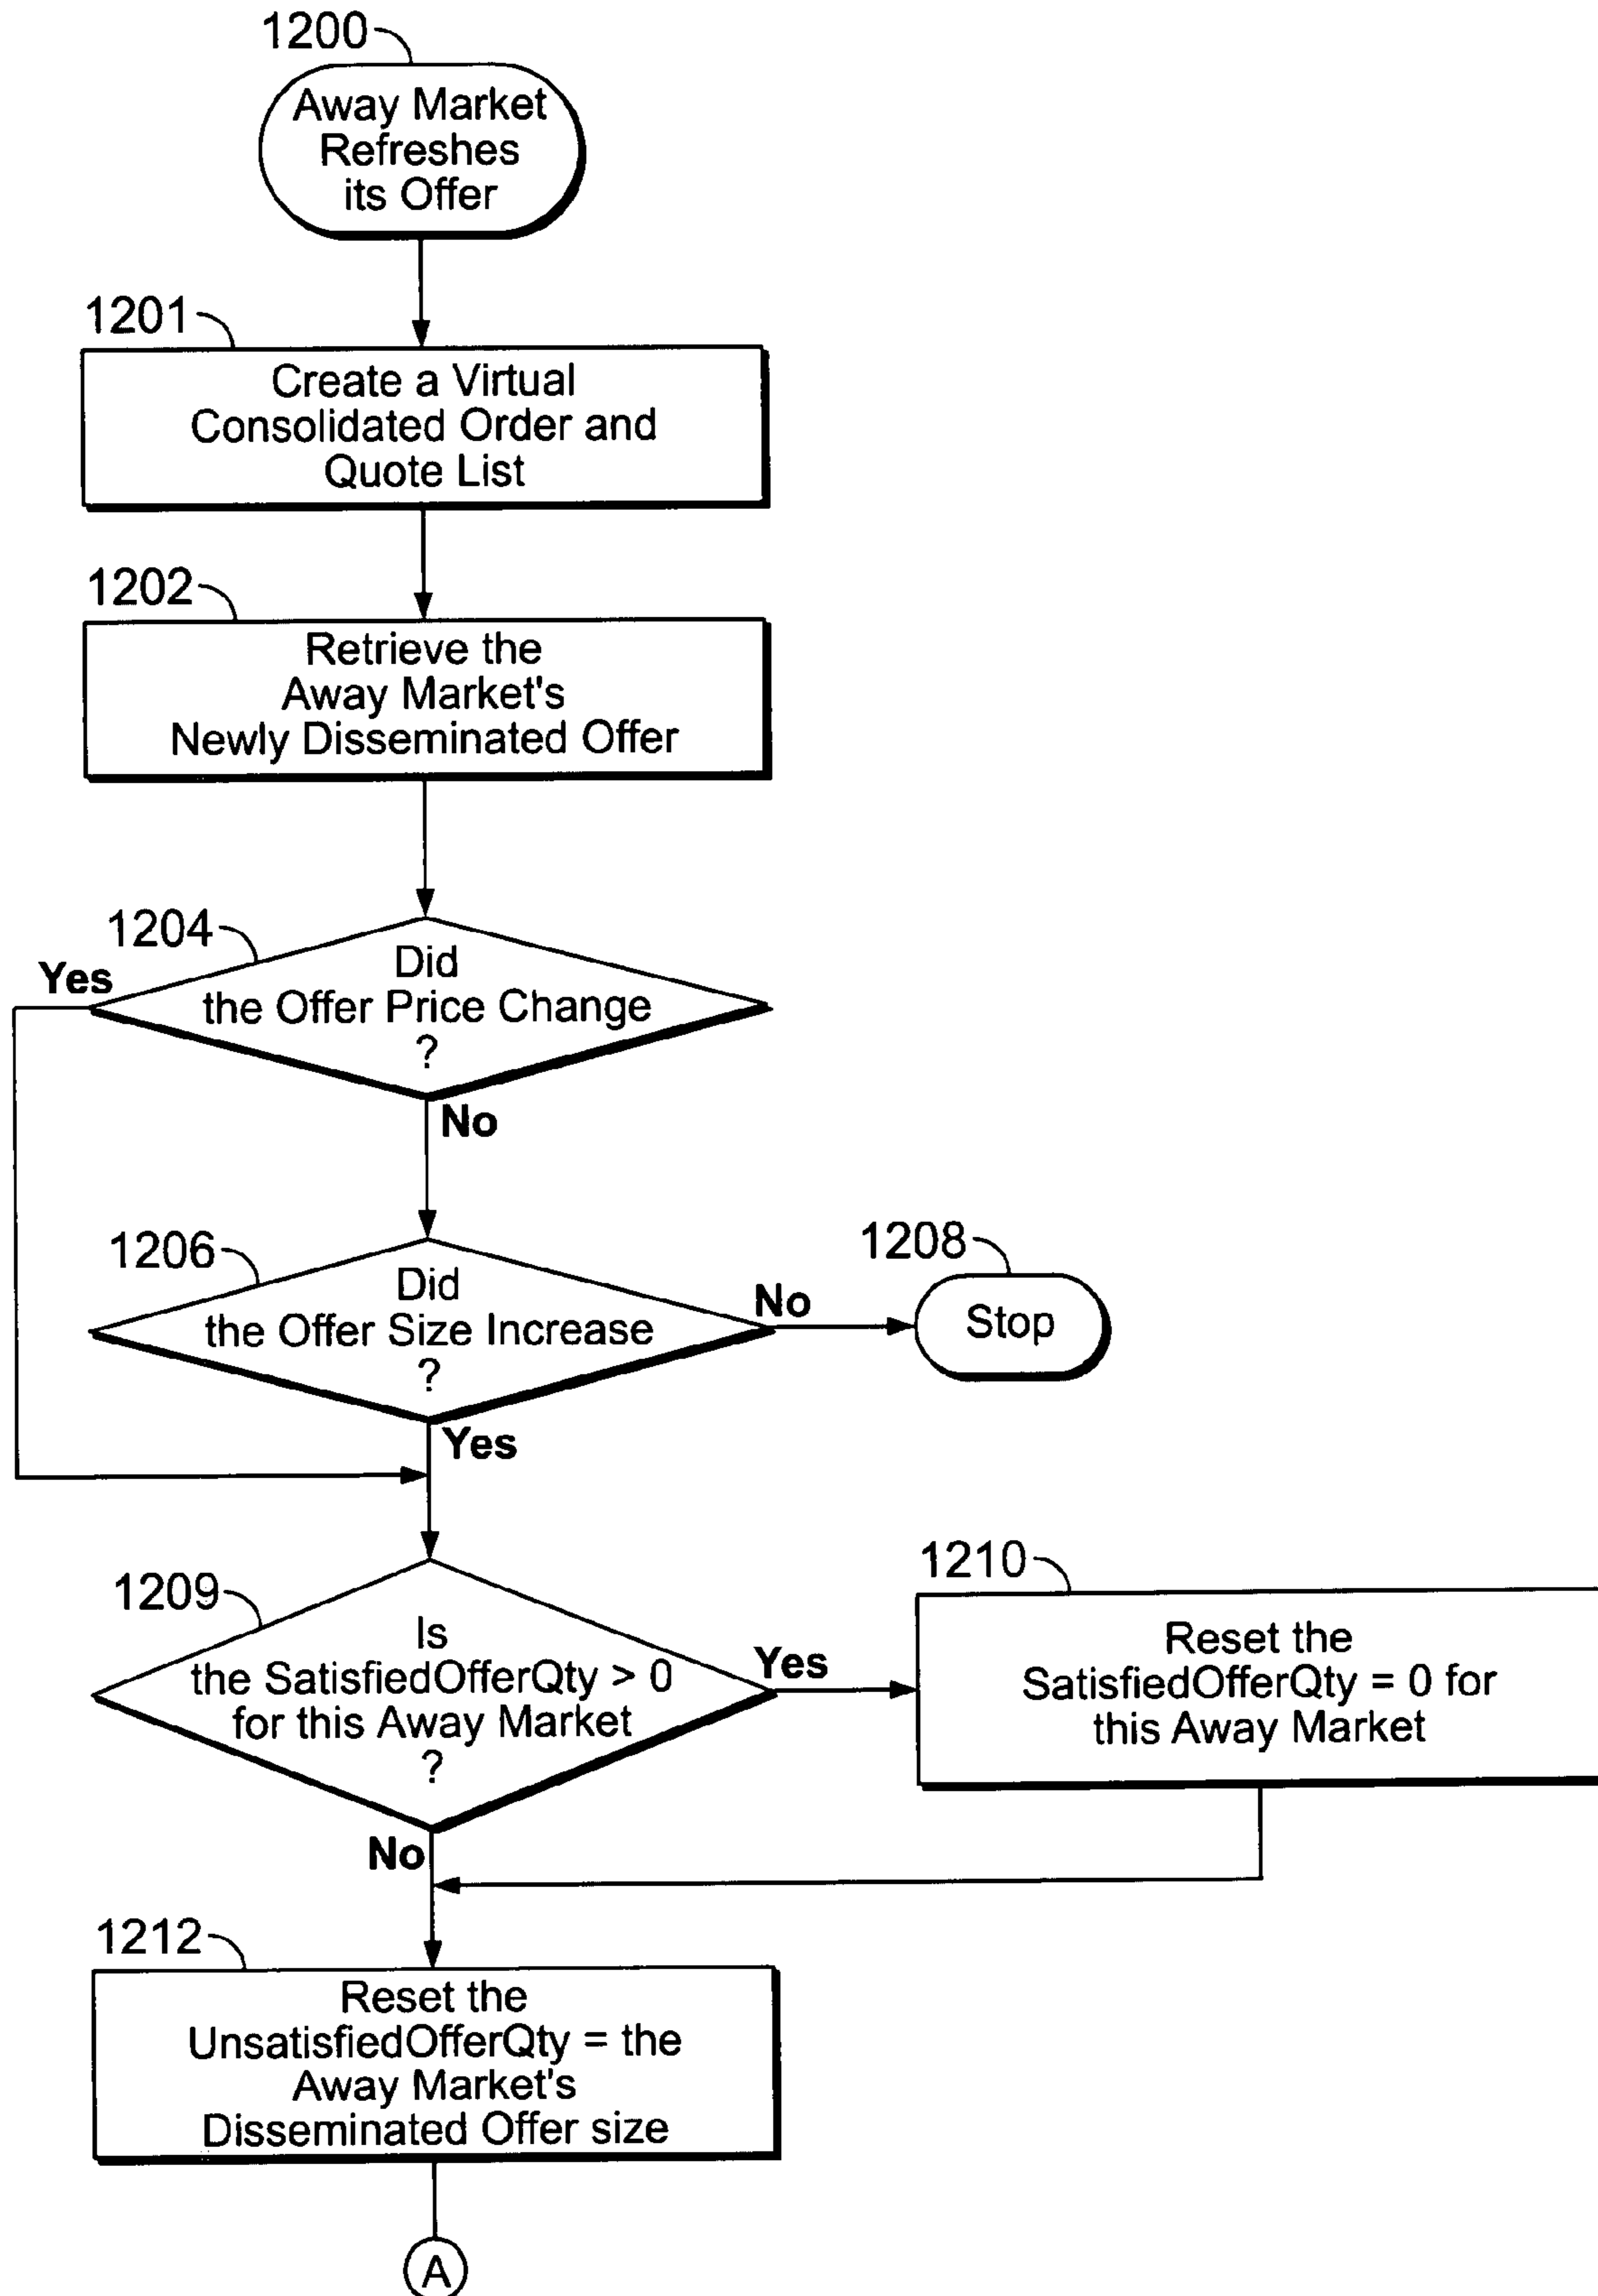 1200
Away Market
Refreshes
its Offer
1201
Create a Virtual
Consolidated Order and
Quote List
1202
Retrieve the
Away Market's
Newly Disseminated Offer
1204
Yes
Did
the Offer Price Change
?
No
1206
Did
the Offer Size Increase
?
No
1208
Stop
Yes
1209
Is
the SatisfiedOfferQty > 0
for this Away Market
?
Yes
1210
Reset the
SatisfiedOfferQty = 0 for
this Away Market
No
1212
Reset the
UnsatisfiedOfferQty = the
Away Market's
Disseminated Offer size
A